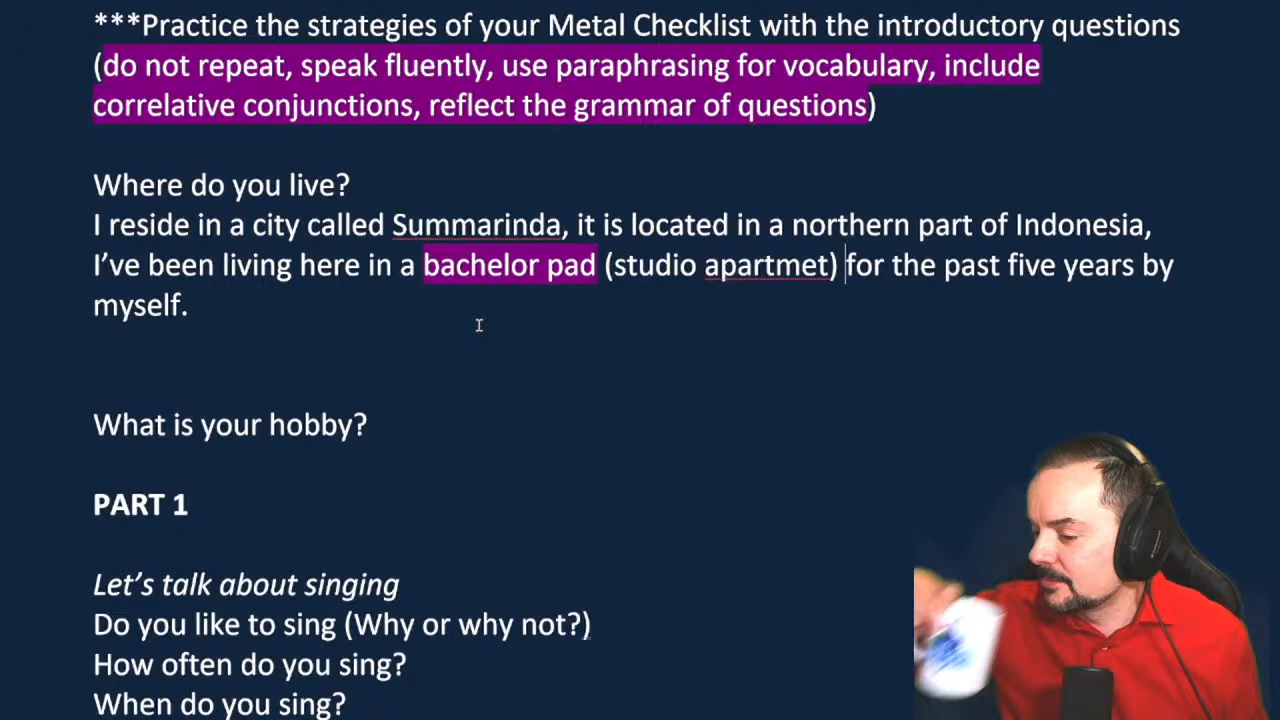 ***Practice the strategies of your Metal Checklist with the introductory questions
(do not repeat, speak fluently, use paraphrasing for vocabulary, include
correlative conjunctions, reflect the grammar of questions)
Where do you live?
I reside in a city called Summarinda, it is located in a northern part of Indonesia,
I’ve been living here in a bachelor pad (studio apartmet) for the past five years by
myself.
What is your hobby?
PART 1
Let’s talk about singing
Do you like to sing (Why or why not?)
How often do you sing?
When do you sing?